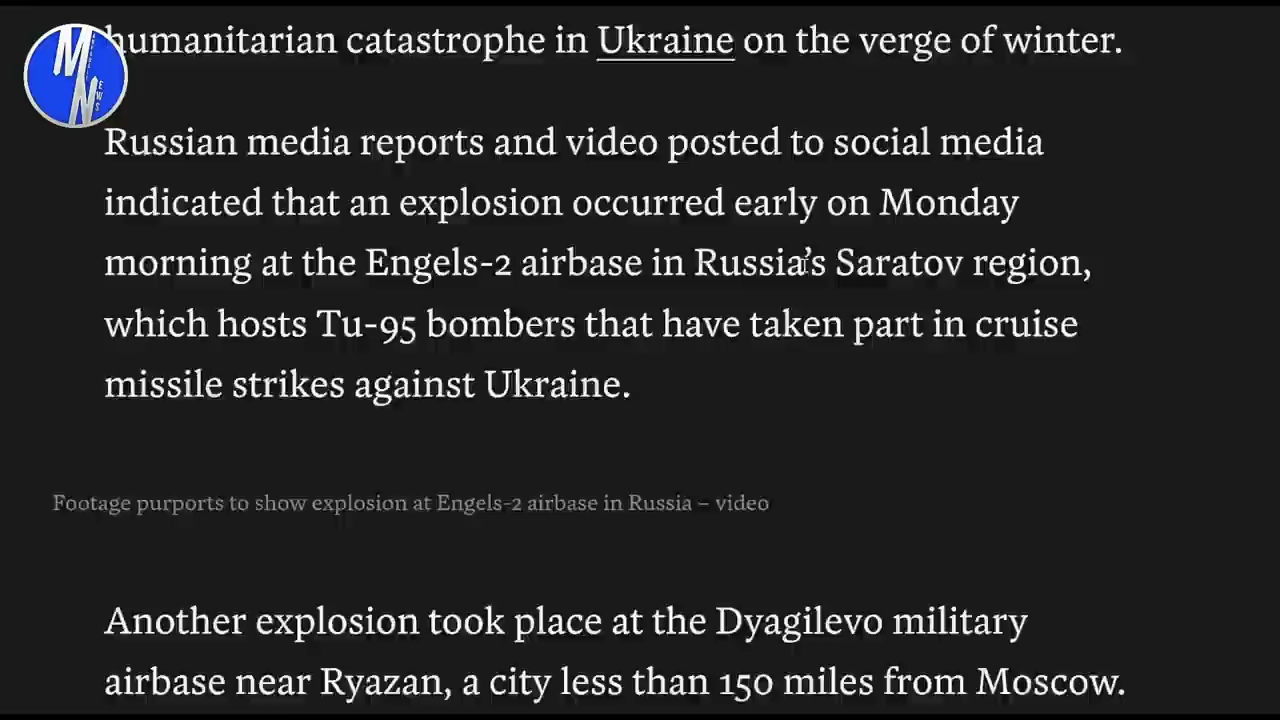 humanitarian catastrophe in Ukraine on the verge of winter.
Russian media reports and video posted to social media
indicated that an explosion occurred early on Monday
morning at the Engels-2 airbase in Russia’s Saratov region,
which hosts Tu-95 bombers that have taken part in cruise
missile strikes against Ukraine.
Footage purports to show explosion at Engels-2 airbase in Russia – video
Another explosion took place at the Dyagilevo military
airbase near Ryazan, a city less than 150 miles from Moscow.